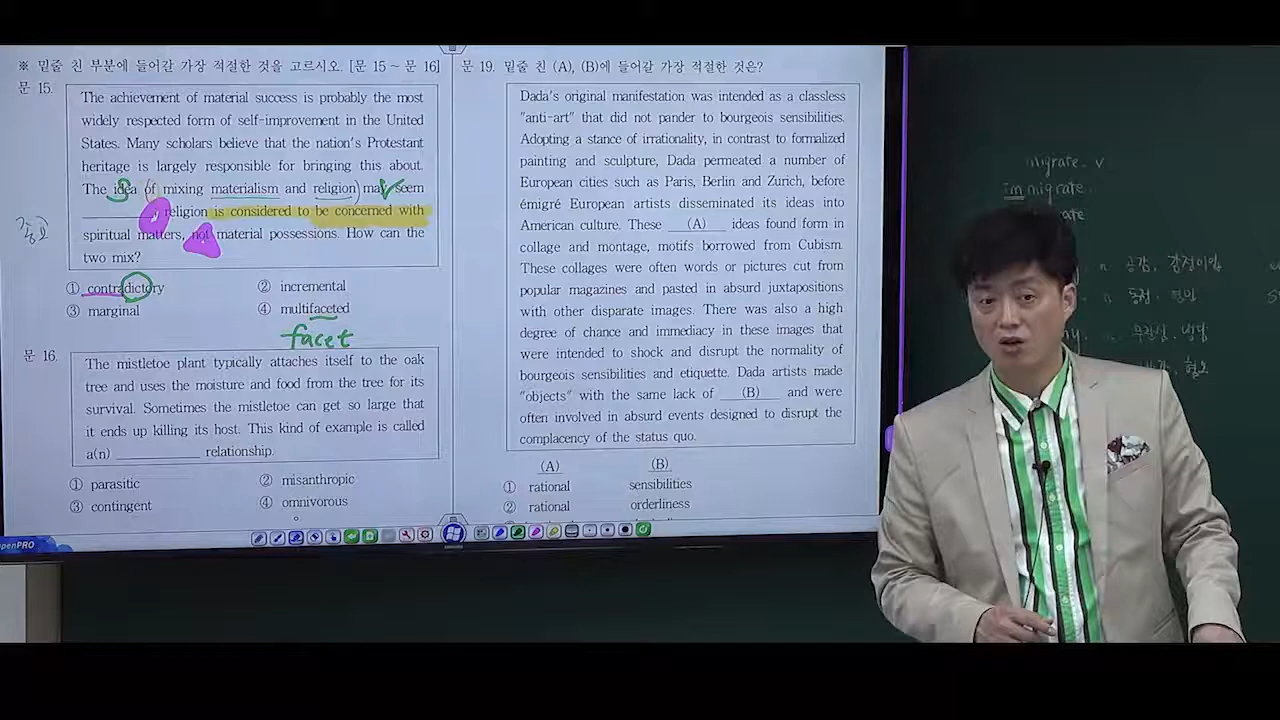 ※ 밑줄 친 부분에 들어갈 가장 적절한 것을 고르시오. [문 15 ~ 문 16]
문 15.
The achievement of material success is probably the most
widely respected form of self-improvement in the United
States. Many scholars believe that the nation's Protestant
heritage is largely responsible for bringing this about.
The idea of mixing materialism and religion may seem
religion is considered to be concerned with
spiritual matters, not material possessions. How can the
two mix?
① contradictory
② incremental
③ marginal
④ multifaceted
facet
문 16.
The mistletoe plant typically attaches itself to the oak
tree and uses the moisture and food from the tree for its
survival. Sometimes the mistletoe can get so large that
it ends up killing its host. This kind of example is called
a(n) ____________ relationship.
① parasitic
② misanthropic
③ contingent
④ omnivorous
문 19. 밑줄 친 (A), (B)에 들어갈 가장 적절한 것은?
Dada's original manifestation was intended as a classless
"anti-art" that did not pander to bourgeois sensibilities.
Adopting a stance of irrationality, in contrast to formalized
painting and sculpture, Dada permeated a number of
European cities such as Paris, Berlin and Zurich, before
émigré European artists disseminated its ideas into
American culture. These (A) ideas found form in
collage and montage, motifs borrowed from Cubism.
These collages were often words or pictures cut from
popular magazines and pasted in absurd juxtapositions
with other disparate images. There was also a high
degree of chance and immediacy in these images that
were intended to shock and disrupt the normality of
bourgeois sensibilities and etiquette. Dada artists made
"objects" with the same lack of (B) and were
often involved in absurd events designed to disrupt the
complacency of the status quo.
(A) (B)
① rational sensibilities
② rational orderliness
migrate. v
immigrate.
rate
n 공감, 감정이입
n 동정. 연민
혐오
openPRO